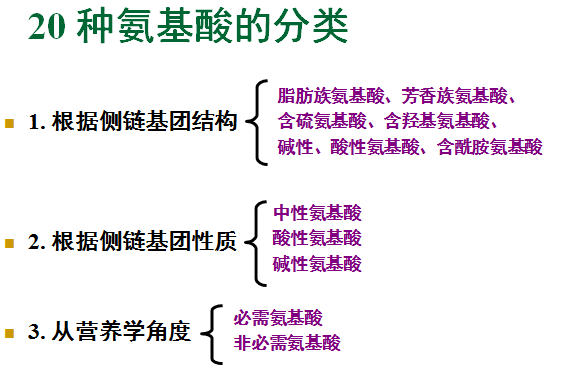 20 种氨基酸的分类
1. 根据侧链基团结构
脂肪族氨基酸、芳香族氨基酸、
含硫氨基酸、含羟基氨基酸、
碱性、酸性氨基酸、含酰胺氨基酸
2. 根据侧链基团性质
中性氨基酸
酸性氨基酸
碱性氨基酸
3. 从营养学角度
必需氨基酸
非必需氨基酸